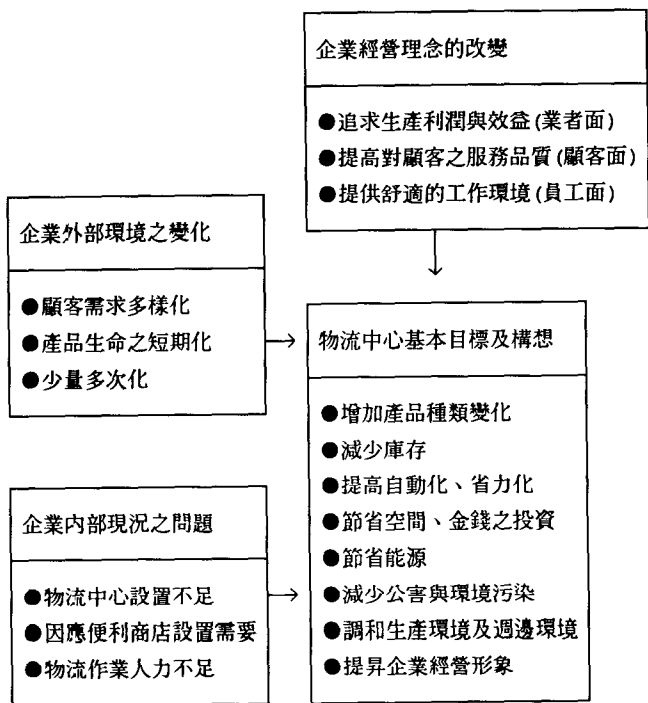 企業經營理念的改變
●追求生產利潤與效益(業者面)
●提高對顧客之服務品質(顧客面)
●提供舒適的工作環境(員工面)
企業外部環境之變化
●顧客需求多樣化
●產品生命之短期化
●少量多次化
企業內部現況之問題
●物流中心設置不足
●因應便利商店設置需要
●物流作業人力不足
物流中心基本目標及構想
●增加產品種類變化
●減少庫存
●提高自動化、省力化
●節省空間、金錢之投資
●節省能源
●減少公害與環境污染
●調和生產環境及週邊環境
●提昇企業經營形象